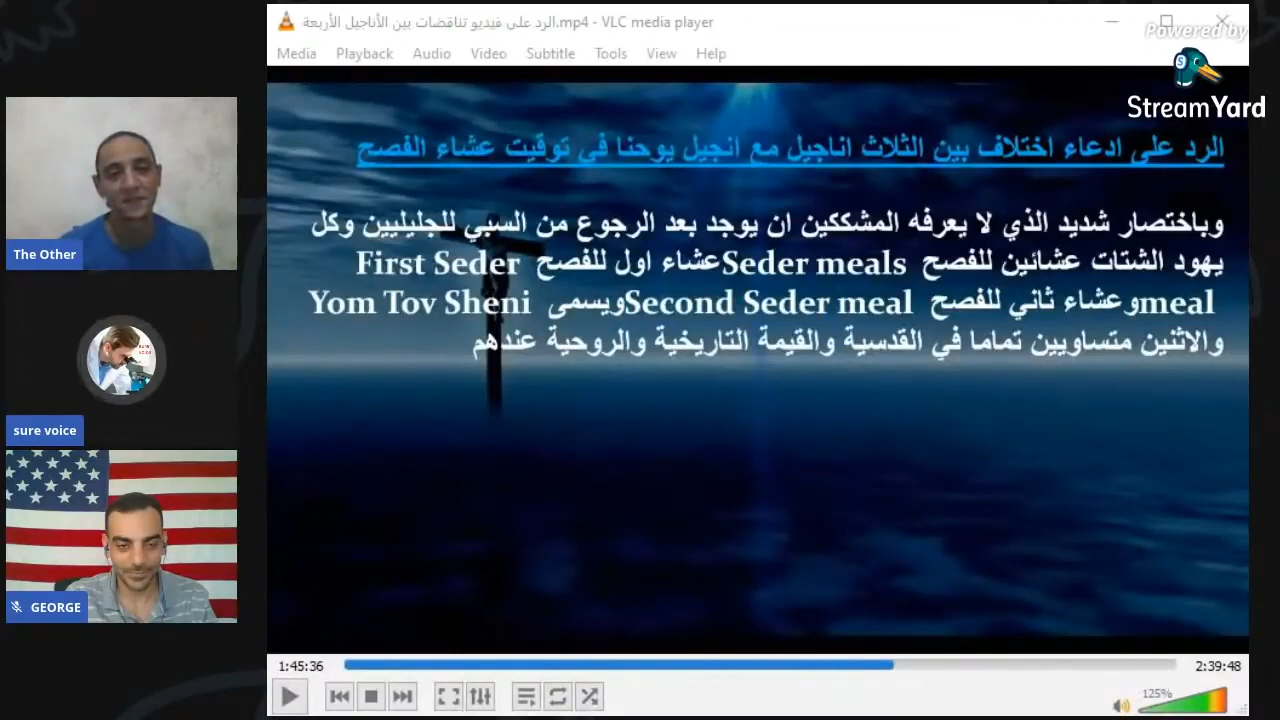 الرد على فيديو تناقضات بين الأناجيل الأربعة.mp4 - VLC media player
Media Playback Audio Video Subtitle Tools View Help
Powered by
StreamYard
الرد على ادعاء اختلاف بين الثلاث اناجيل مع انجيل يوحنا في توقيت عشاء الفصح
وباختصار شديد الذي لا يعرفه المشككين ان يوجد بعد الرجوع من السبي للجليليين وكل
يهود الشتات عشائين للفصح Seder meals عشاء اول للفصح First Seder
meal وعشاء ثاني للفصح Second Seder meal ويسمى Yom Tov Sheni
والاثنين متساويين تماما في القدسية والقيمة التاريخية والروحية عندهم
The Other
sure voice
GEORGE
1:45:36
2:39:48
125%